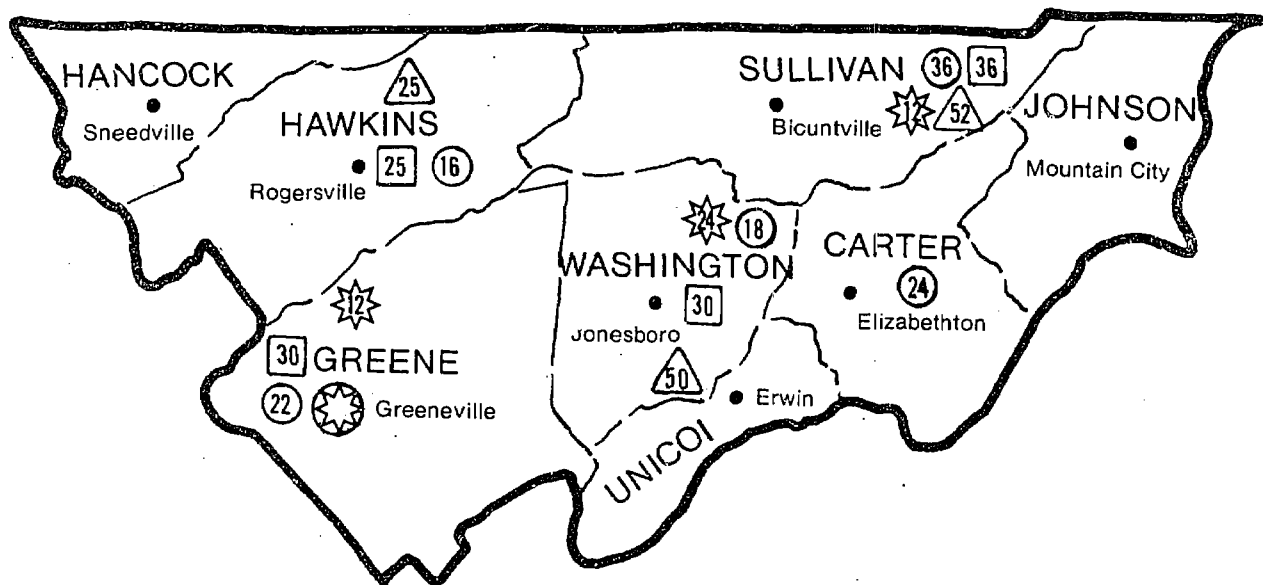 HANCOCK
Sneedville
25
HAWKINS
Rogersville
25
16
SULLIVAN
36
36
Bicuntville
12
52
JOHNSON
Mountain City
24
18
WASHINGTON
30
Jonesboro
50
CARTER
24
Elizabethton
12
30
GREENE
22
Greeneville
Erwin
UNICOI